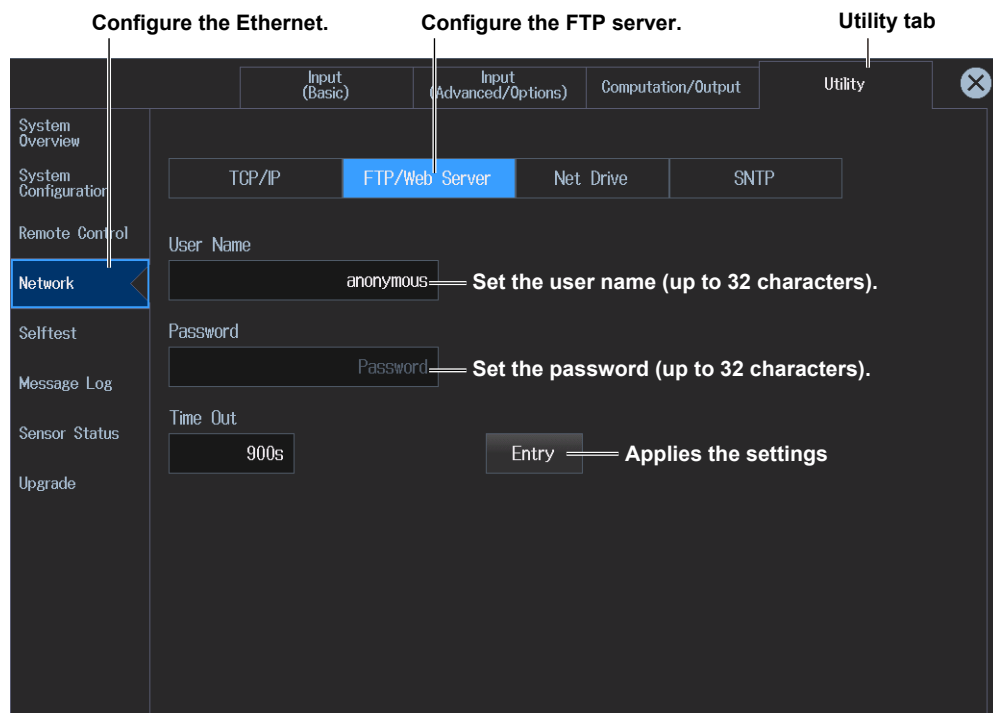 Configure the Ethernet.
Configure the FTP server.
Utility tab
Input
(Basic)
Input
(Advanced/Options)
Computation/Output
Utility
System
Overview
System
Configuration
Remote Control
Network
Selftest
Message Log
Sensor Status
Upgrade
TCP/IP
FTP/Web Server
Net Drive
SNTP
User Name
anonymous
Set the user name (up to 32 characters).
Password
Password
Set the password (up to 32 characters).
Time Out
900s
Entry
Applies the settings